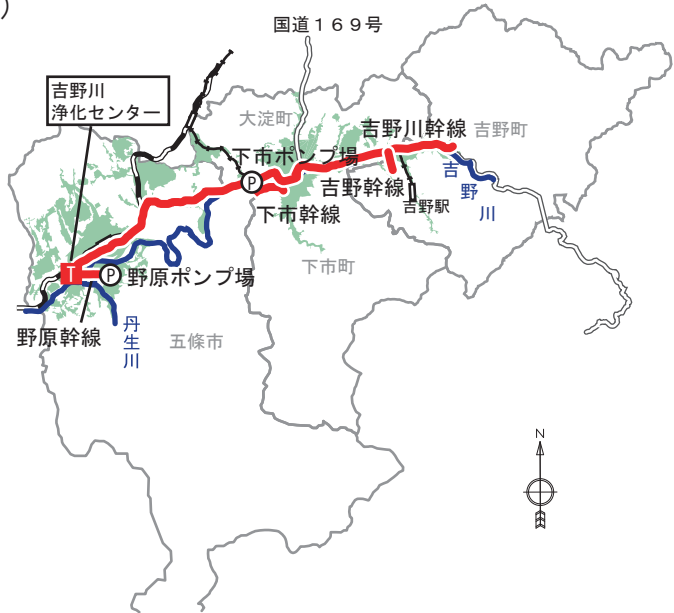 )
国道１６９号
吉野川
浄化センター
大淀町
吉野川幹線
吉野町
下市ポンプ場
P
吉野幹線
吉野川
吉野駅
下市幹線
下市町
T
P
野原ポンプ場
野原幹線
丹生川
五條市
N